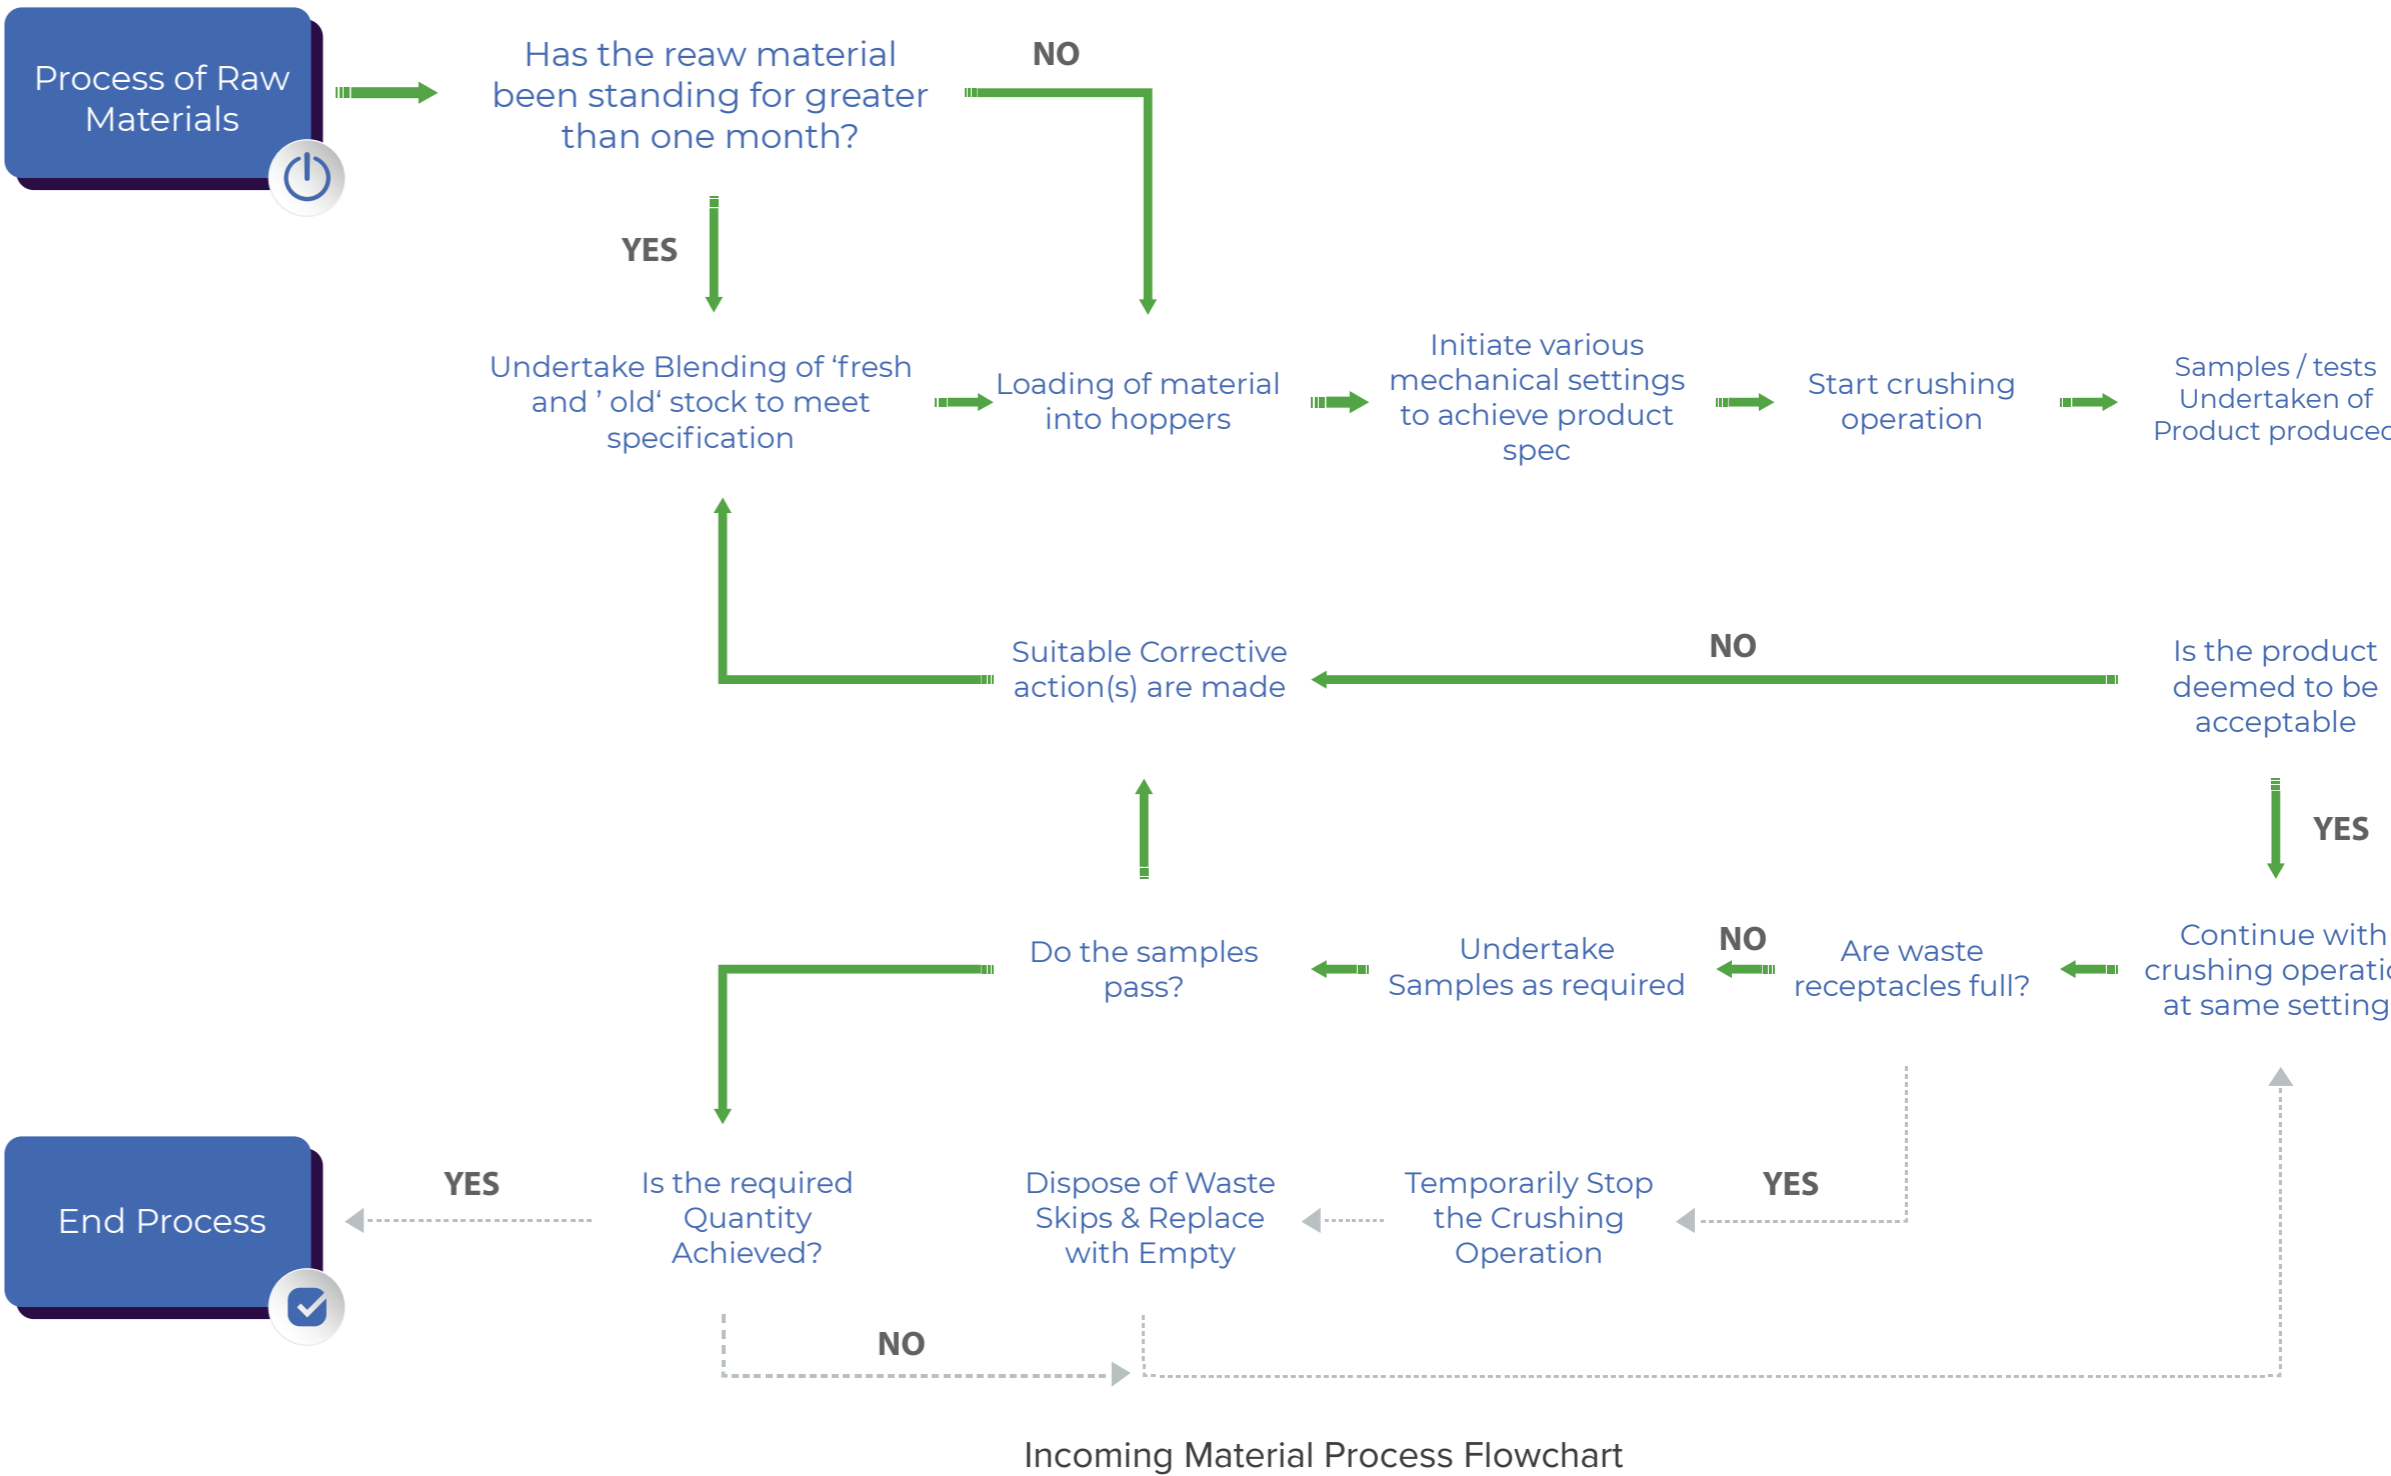 Process of Raw
Materials
Has the reaw material
been standing for greater
than one month?
NO
YES
Undertake Blending of ‘fresh
and ’ old‘ stock to meet
specification
Loading of material
into hoppers
Initiate various
mechanical settings
to achieve product
spec
Start crushing
operation
Samples / tests
Undertaken of
Product produced
Suitable Corrective
action(s) are made
NO
Is the product
deemed to be
acceptable
YES
Do the samples
pass?
Undertake
Samples as required
NO
Are waste
receptacles full?
Continue with
crushing operatio
at same setting
End Process
YES
Is the required
Quantity
Achieved?
Dispose of Waste
Skips & Replace
with Empty
Temporarily Stop
the Crushing
Operation
YES
NO
Incoming Material Process Flowchart